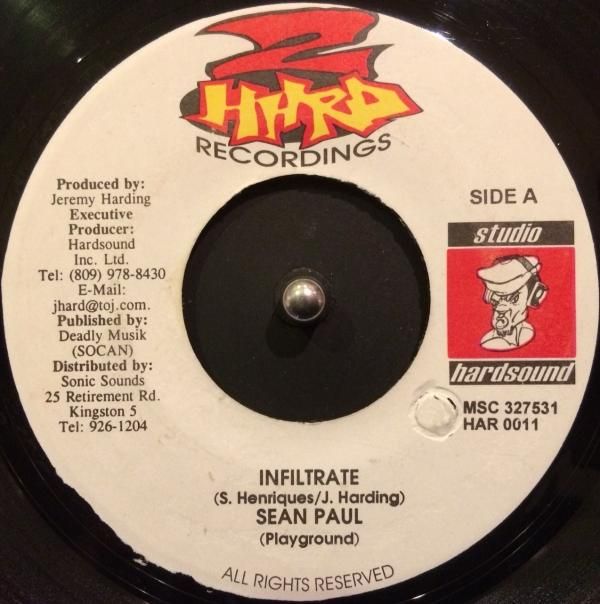 2
HARD
RECORDINGS
Produced by:
Jeremy Harding
Executive
Producer:
Hardsound
Inc. Ltd.
Tel: (809) 978-8430
E-Mail:
jhard@toj.com.
Published by:
Deadly Musik
(SOCAN)
Distributed by:
Sonic Sounds
25 Retirement Rd.
Kingston 5
Tel: 926-1204
SIDE A
studio
hardsound
MSC 327531
HAR 0011
INFILTRATE
(S. Henriques/J. Harding)
SEAN PAUL
(Playground)
ALL RIGHTS RESERVED